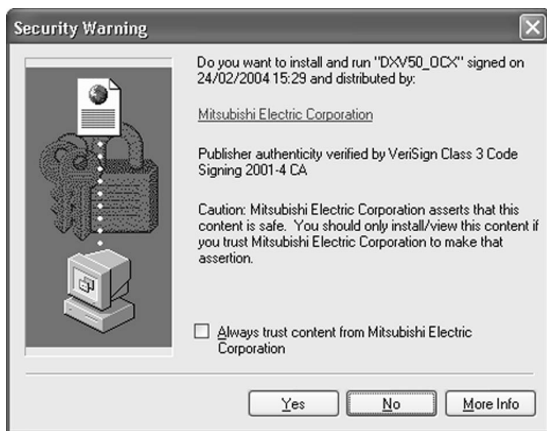 Security Warning
Do you want to install and run "DXV50_OCX" signed on
24/02/2004 15:29 and distributed by:
Mitsubishi Electric Corporation
Publisher authenticity verified by VeriSign Class 3 Code
Signing 2001-4 CA
Caution: Mitsubishi Electric Corporation asserts that this
content is safe. You should only install/view this content if
you trust Mitsubishi Electric Corporation to make that
assertion.
Always trust content from Mitsubishi Electric
Corporation
Yes No More Info